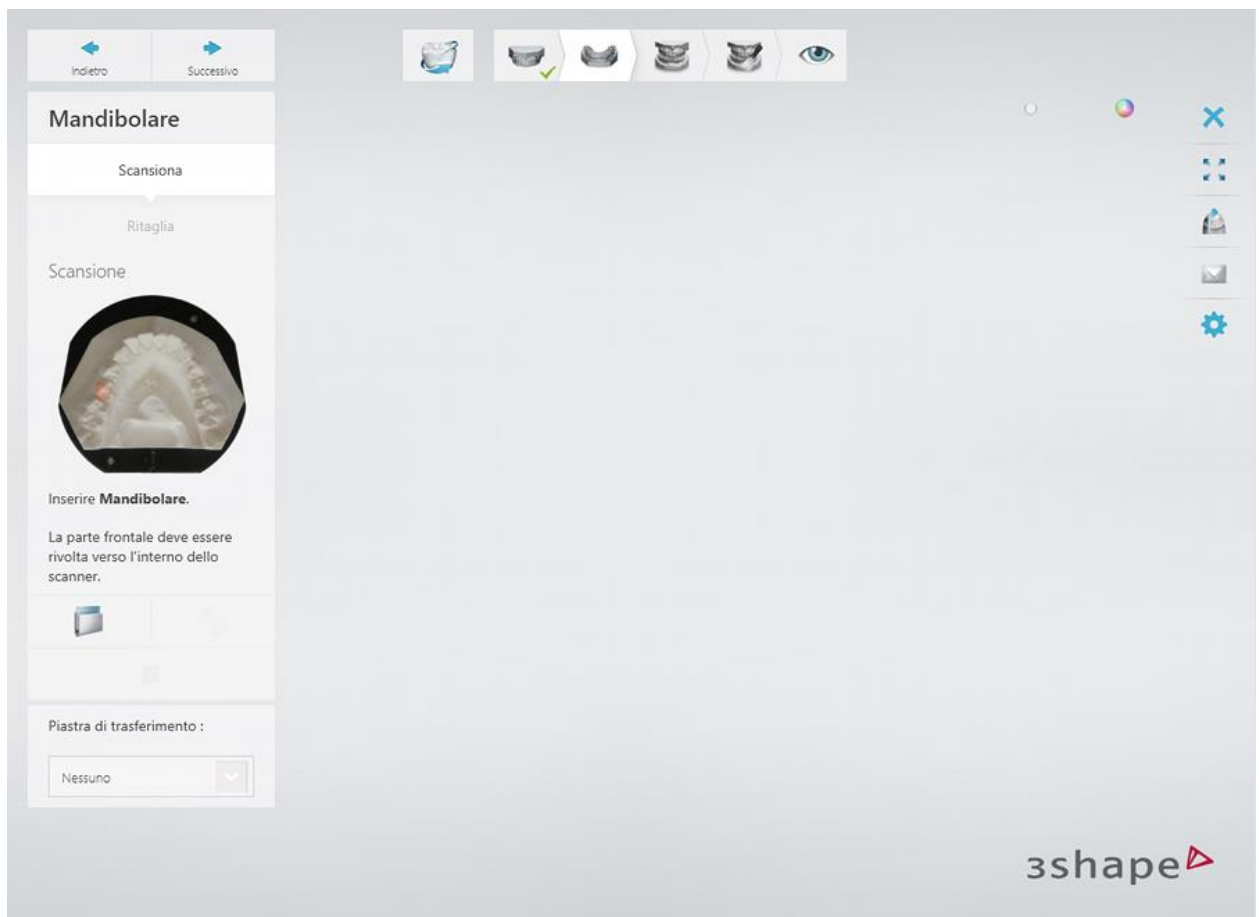 Indietro
Successivo
Mandibolare
Scansiona
Ritaglia
Scansione
Inserire Mandibolare.
La parte frontale deve essere
rivolta verso l'interno dello
scanner.
Piastra di trasferimento :
Nessuno
3shape